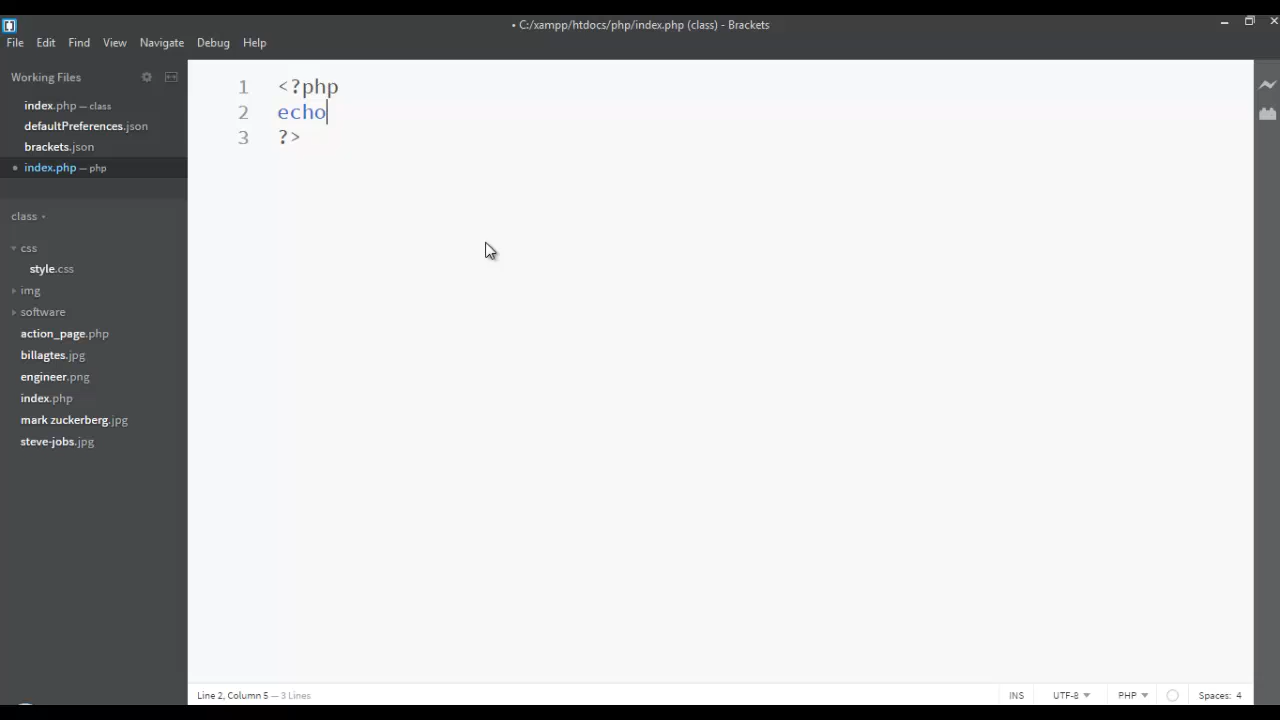 • C:/xampp/htdocs/php/index.php (class) - Brackets
File Edit Find View Navigate Debug Help
Working Files
index.php — class
defaultPreferences.json
brackets.json
• index.php — php
class
css
style.css
img
software
action_page.php
billagtes.jpg
engineer.png
index.php
mark zuckerberg.jpg
steve-jobs.jpg
1 <?php
2 echo
3 ?>
Line 2, Column 5 — 3 Lines
INS UTF-8 PHP Spaces: 4